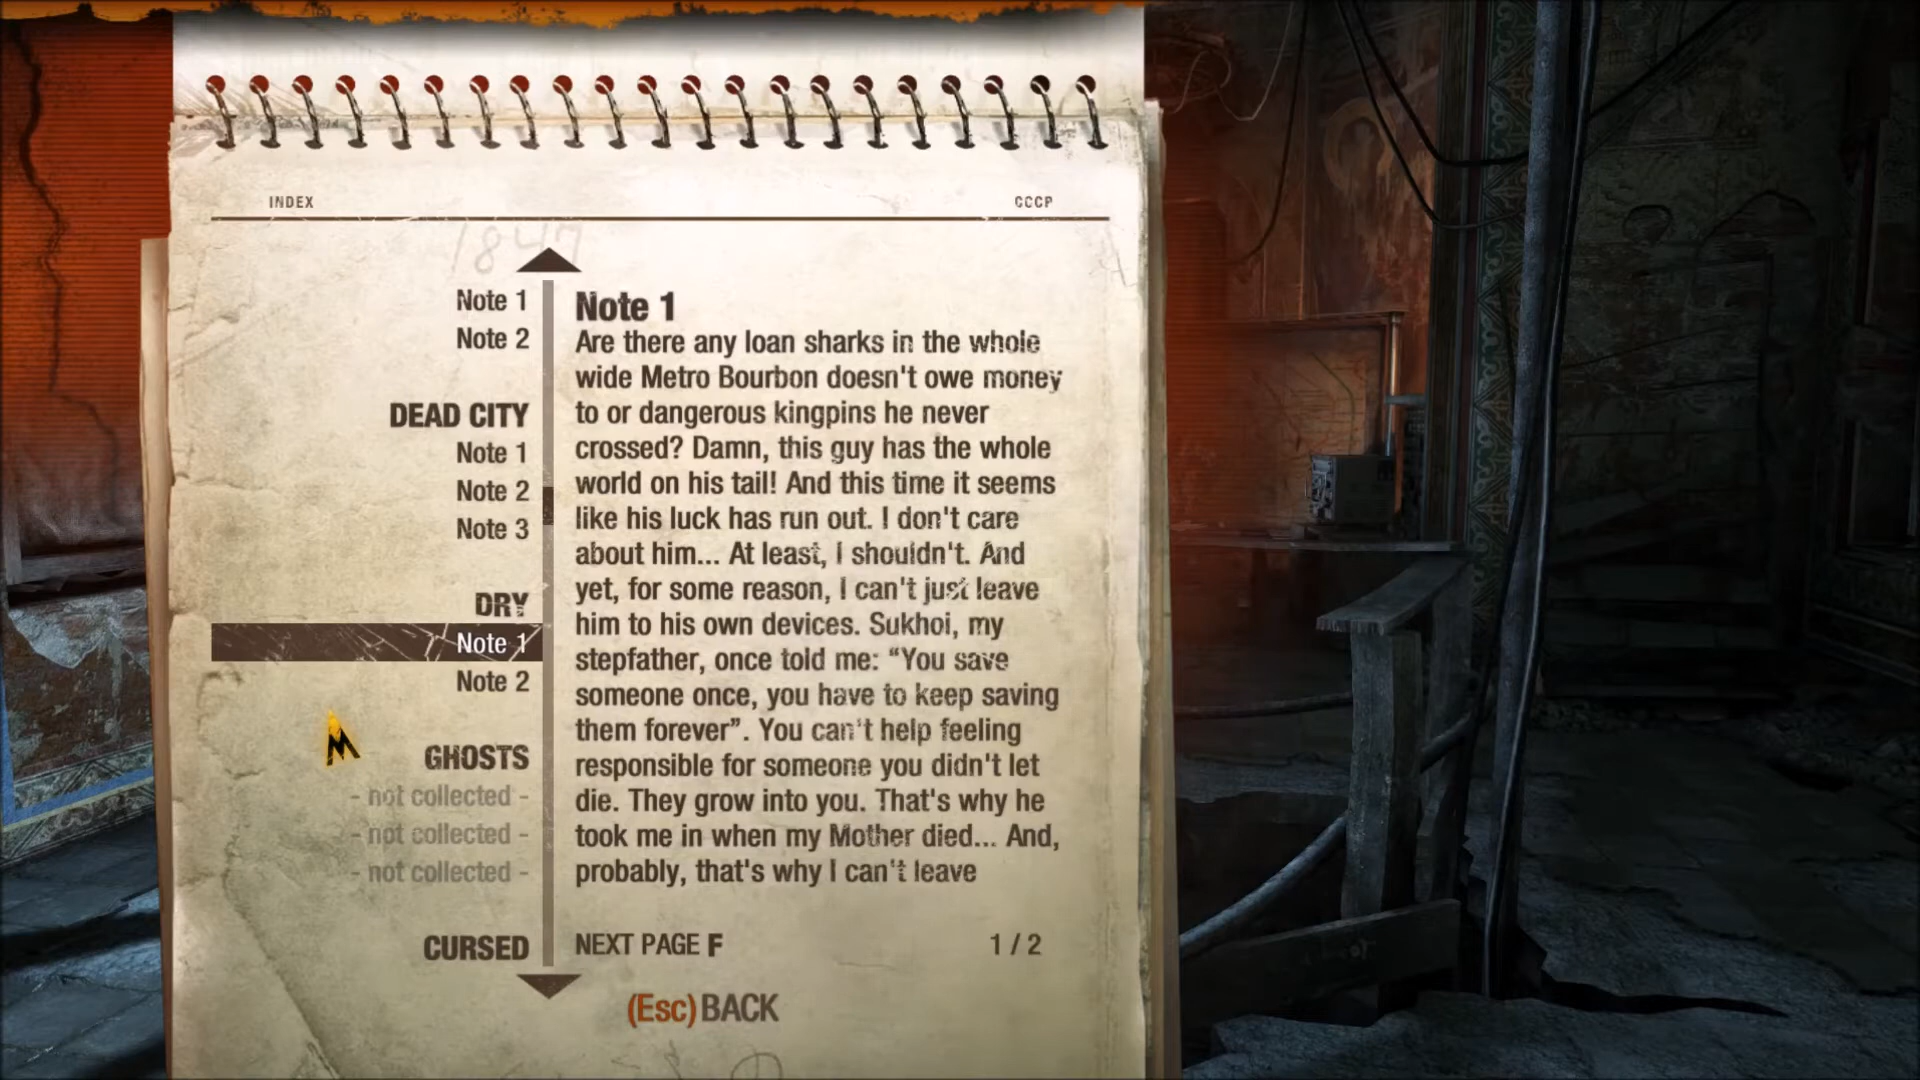 INDEX
CCCP
1847
Note 1
Note 2
DEAD CITY
Note 1
Note 2
Note 3
DRY
Note 1
Note 2
GHOSTS
- not collected -
- not collected -
- not collected -
CURSED
Note 1
Are there any loan sharks in the whole
wide Metro Bourbon doesn't owe money
to or dangerous kingpins he never
crossed? Damn, this guy has the whole
world on his tail! And this time it seems
like his luck has run out. I don't care
about him... At least, I shouldn't. And
yet, for some reason, I can't just leave
him to his own devices. Sukhoi, my
stepfather, once told me: “You save
someone once, you have to keep saving
them forever”. You can't help feeling
responsible for someone you didn't let
die. They grow into you. That's why he
took me in when my Mother died... And,
probably, that's why I can't leave
NEXT PAGE F
1 / 2
(Esc) BACK